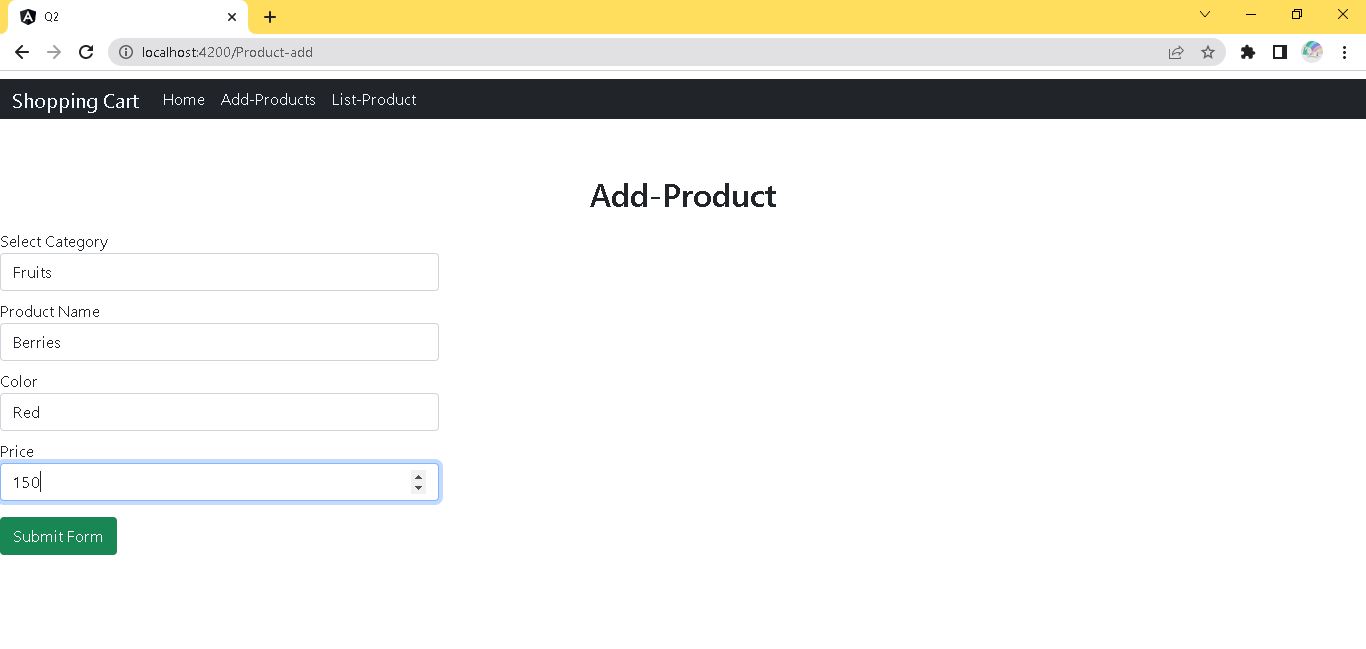 Q2
localhost:4200/Product-add
Shopping Cart Home Add-Products List-Product
Add-Product
Select Category
Fruits
Product Name
Berries
Color
Red
Price
150
Submit Form